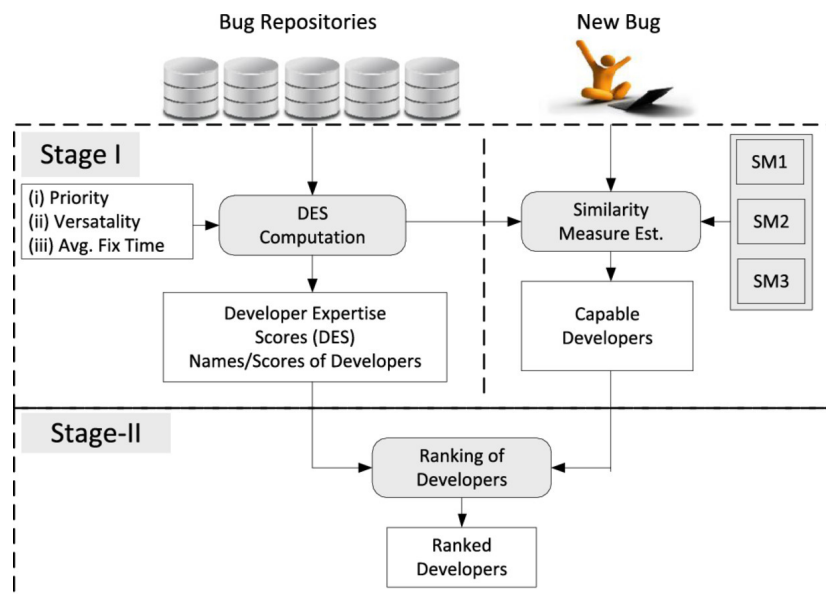 Bug Repositories
New Bug
Stage I
(i) Priority
(ii) Versatality
(iii) Avg. Fix Time
DES
Computation
Similarity
Measure Est.
SM1
SM2
SM3
Developer Expertise
Scores (DES)
Names/Scores of Developers
Capable
Developers
Stage-II
Ranking of
Developers
Ranked
Developers